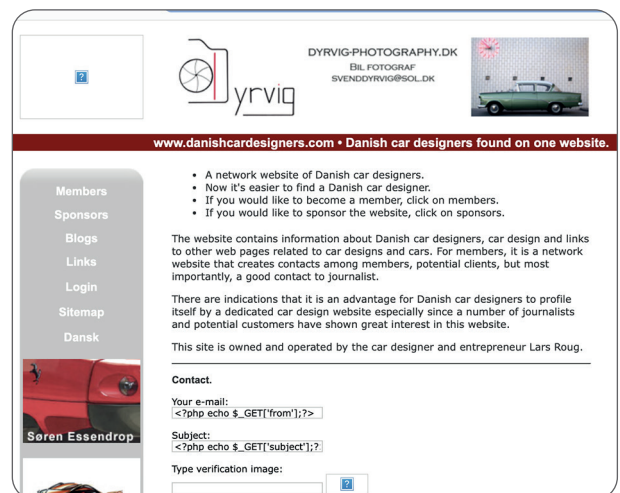 DYRVIG-PHOTOGRAPHY.DK
BIL FOTOGRAF
SVENDDYRVIG@SOL.DK
Dyrvig
www.danishcardesigners.com • Danish car designers found on one website.
Members
Sponsors
Blogs
Links
Login
Sitemap
Dansk
Søren Essendrop
• A network website of Danish car designers.
• Now it's easier to find a Danish car designer.
• If you would like to become a member, click on members.
• If you would like to sponsor the website, click on sponsors.
The website contains information about Danish car designers, car design and links
to other web pages related to car designs and cars. For members, it is a network
website that creates contacts among members, potential clients, but most
importantly, a good contact to journalist.
There are indications that it is an advantage for Danish car designers to profile
itself by a dedicated car design website especially since a number of journalists
and potential customers have shown great interest in this website.
This site is owned and operated by the car designer and entrepreneur Lars Roug.
Contact.
Your e-mail:
<?php echo $_GET['from'];?>
Subject:
<?php echo $_GET['subject'];?
Type verification image: